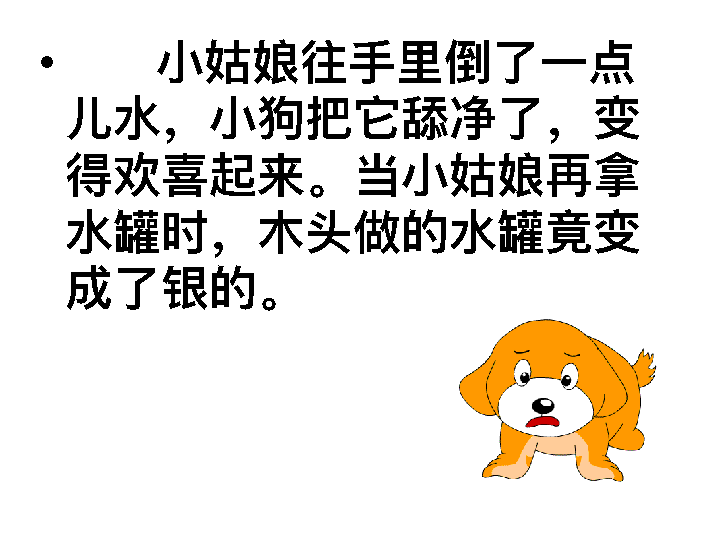 • 小姑娘往手里倒了一点
儿水，小狗把它舔净了，变
得欢喜起来。当小姑娘再拿
水罐时，木头做的水罐竟变
成了银的。